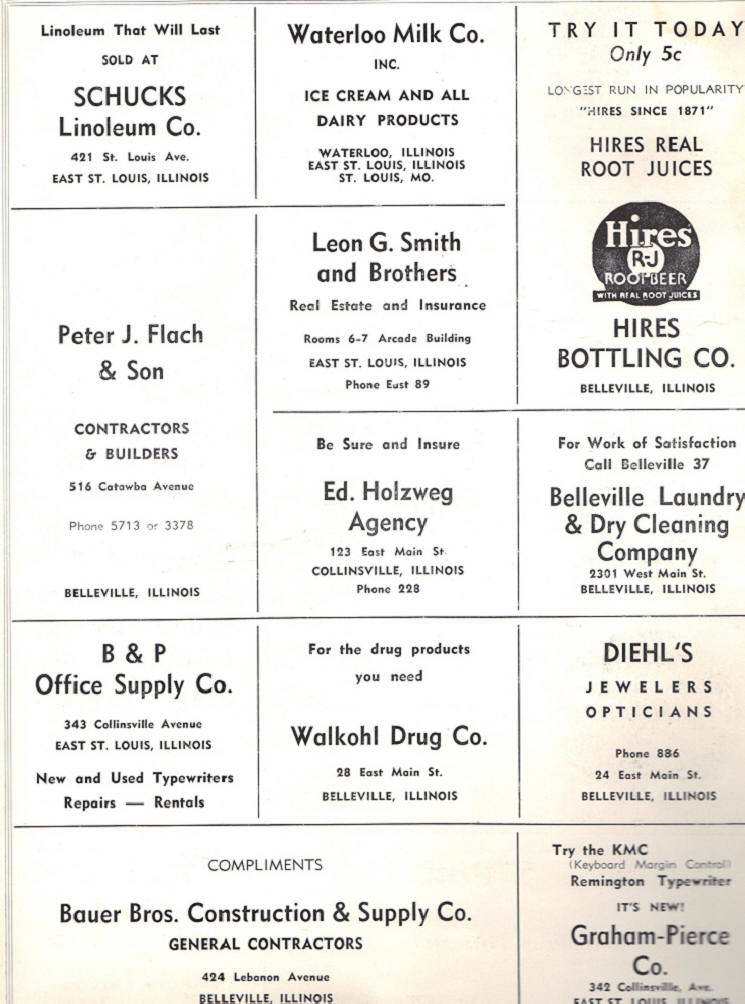 Linoleum That Will Last
SOLD AT
SCHUCKS
Linoleum Co.
421 St. Louis Ave.
EAST ST. LOUIS, ILLINOIS
Waterloo Milk Co.
INC.
ICE CREAM AND ALL
DAIRY PRODUCTS
WATERLOO, ILLINOIS
EAST ST. LOUIS, ILLINOIS
ST. LOUIS, MO.
TRY IT TODAY
Only 5c
LONGEST RUN IN POPULARITY
"HIRES SINCE 1871"
HIRES REAL
ROOT JUICES
Hires
R-J
ROOT BEER
WITH REAL ROOT JUICES
HIRES
BOTTLING CO.
BELLEVILLE, ILLINOIS
Peter J. Flach
& Son
CONTRACTORS
& BUILDERS
516 Catawba Avenue
Phone 5713 or 3378
BELLEVILLE, ILLINOIS
Leon G. Smith
and Brothers
Real Estate and Insurance
Rooms 6-7 Arcade Building
EAST ST. LOUIS, ILLINOIS
Phone East 89
Be Sure and Insure
Ed. Holzweg
Agency
123 East Main St.
COLLINSVILLE, ILLINOIS
Phone 228
For Work of Satisfaction
Call Belleville 37
Belleville Laundry
& Dry Cleaning
Company
2301 West Main St.
BELLEVILLE, ILLINOIS
B & P
Office Supply Co.
343 Collinsville Avenue
EAST ST. LOUIS, ILLINOIS
New and Used Typewriters
Repairs — Rentals
For the drug products
you need
Walkohl Drug Co.
28 East Main St.
BELLEVILLE, ILLINOIS
DIEHL'S
JEWELERS
OPTICIANS
Phone 886
24 East Main St.
BELLEVILLE, ILLINOIS
COMPLIMENTS
Bauer Bros. Construction & Supply Co.
GENERAL CONTRACTORS
424 Lebanon Avenue
BELLEVILLE, ILLINOIS
Try the KMC
(Keyboard Margin Control)
Remington Typewriter
IT'S NEW!
Graham-Pierce
Co.
342 Collinsville, Ave.
EAST ST. LOUIS, ILLINOIS